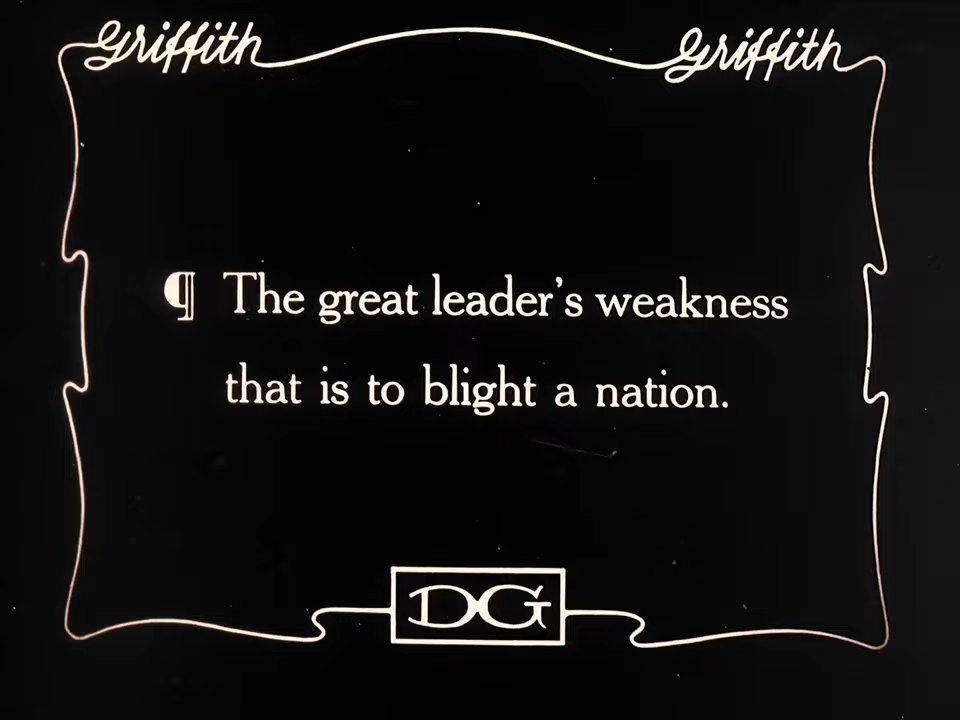 Griffith Griffith
¶ The great leader's weakness
that is to blight a nation.
DG